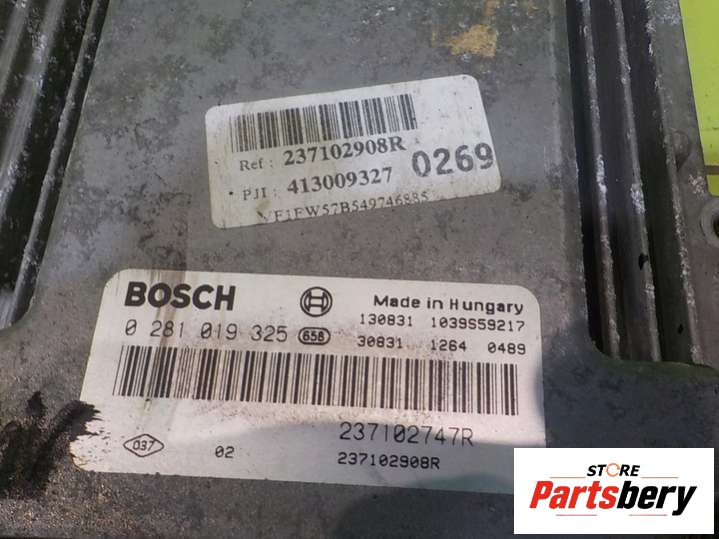 Ref : 237102908R
0269
PJI : 413009327
VF1FW57B549746885
BOSCH
Made in Hungary
0 281 019 325 658
130831 1039S59217
30831 1264 0489
237102747R
037 02
237102908R
STORE
Partsbery